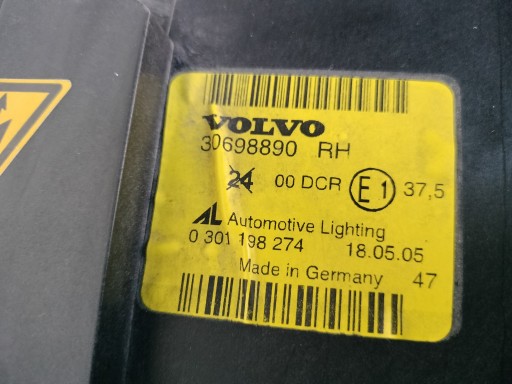 VOLVO
30698890 RH
24 00 DCR E1 37,5
AL Automotive Lighting
0 301 198 274 18.05.05
Made in Germany 47